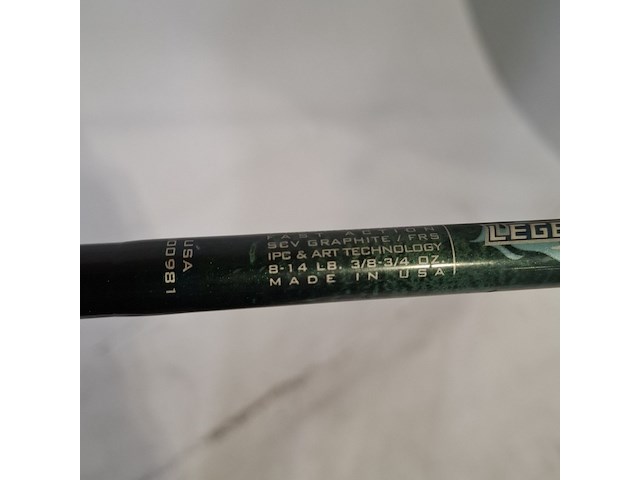 FAST ACTION
SCV GRAPHITE / FRS
IPC & ART TECHNOLOGY
8-14 LB. 3/8-3/4 OZ.
MADE IN USA
LEGE
USA
00981